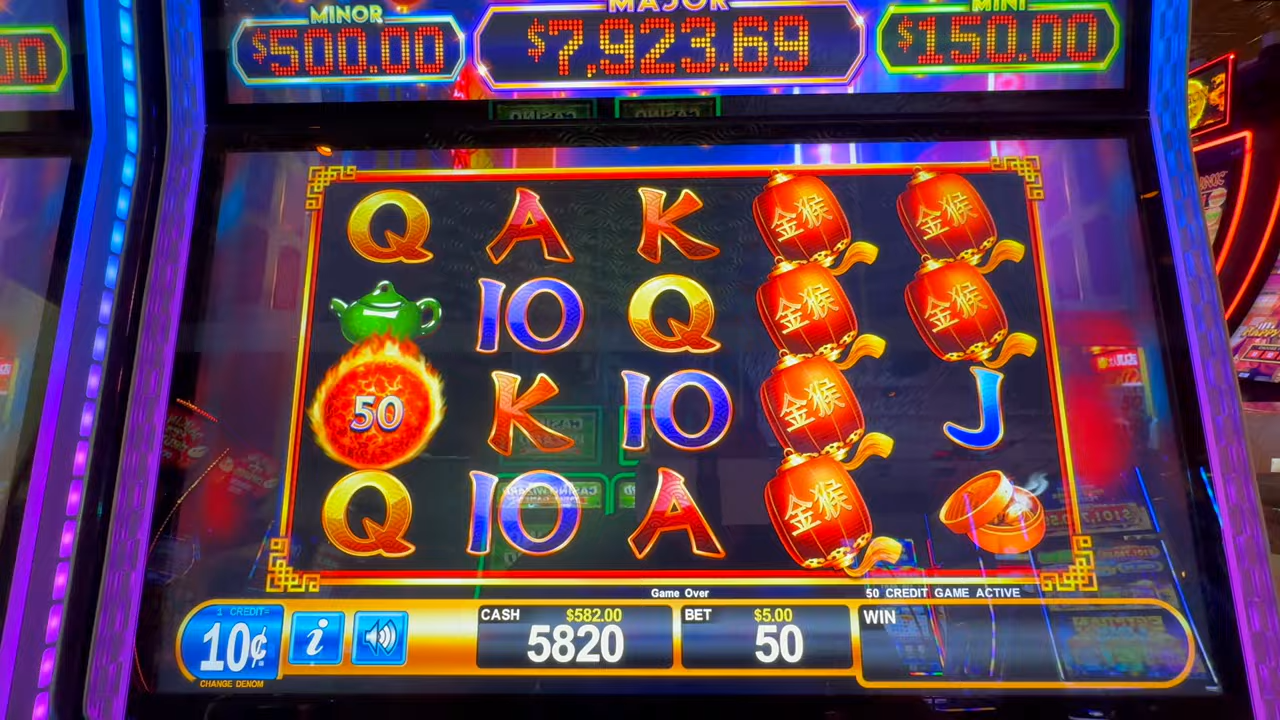 MINOR
MAJOR
MINI
00
$500.00
$7,923.69
$150.00
Q A K 金猴 金猴
10 Q 金猴 金猴
50 K 10 金猴 J
Q 10 A 金猴
Game Over
50 CREDIT GAME ACTIVE
1 CREDIT=
10¢
CHANGE DENOM
i
CASH $582.00
5820
BET $5.00
50
WIN